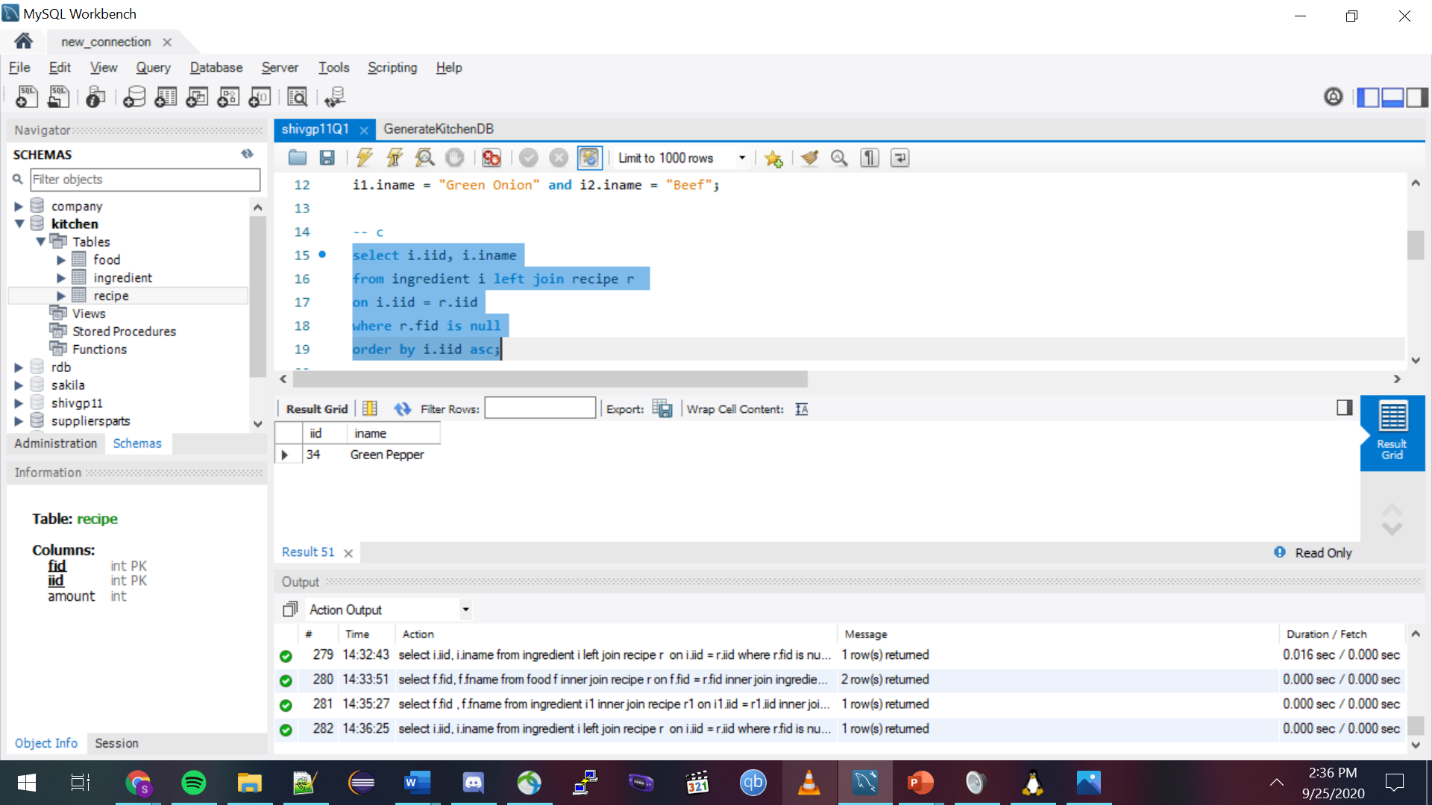 MySQL Workbench
new_connection
File Edit View Query Database Server Tools Scripting Help
Navigator
SCHEMAS
Filter objects
company
kitchen
Tables
food
ingredient
recipe
Views
Stored Procedures
Functions
rdb
sakila
shivgp11
suppliersparts
Administration Schemas
Information
Table: recipe
Columns:
fid int PK
iid int PK
amount int
Object Info Session
shivgp11Q1 GenerateKitchenDB
Limit to 1000 rows
12 i1.iname = "Green Onion" and i2.iname = "Beef";
13
14 -- c
15 select i.iid, i.iname
16 from ingredient i left join recipe r
17 on i.iid = r.iid
18 where r.fid is null
19 order by i.iid asc;
Result Grid Filter Rows: Export: Wrap Cell Content:
iid iname
34 Green Pepper
Result Grid
Result 51 Read Only
Output
Action Output
# Time Action Message Duration / Fetch
279 14:32:43 select i.iid, i.iname from ingredient i left join recipe r on i.iid = r.iid where r.fid is nu... 1 row(s) returned 0.016 sec / 0.000 sec
280 14:33:51 select f.fid, f.fname from food f inner join recipe r on f.fid = r.fid inner join ingredie... 2 row(s) returned 0.000 sec / 0.000 sec
281 14:35:27 select f.fid , f.fname from ingredient i1 inner join recipe r1 on i1.iid = r1.iid inner joi... 1 row(s) returned 0.000 sec / 0.000 sec
282 14:36:25 select i.iid, i.iname from ingredient i left join recipe r on i.iid = r.iid where r.fid is nu... 1 row(s) returned 0.000 sec / 0.000 sec
2:36 PM
9/25/2020